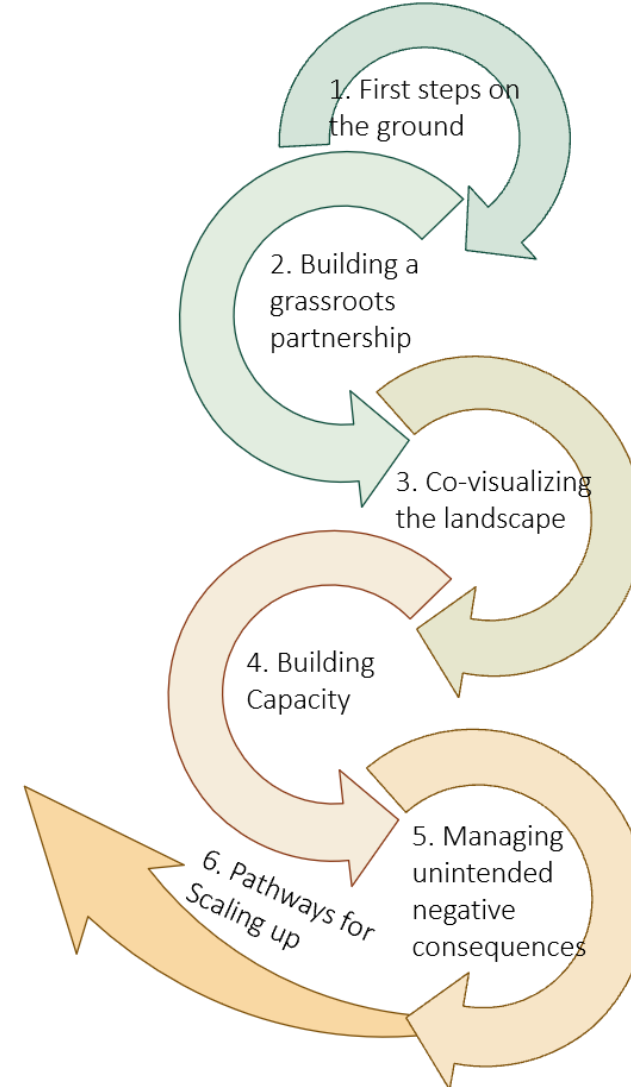 1. First steps on
the ground
2. Building a
grassroots
partnership
3. Co-visualizing
the landscape
4. Building
Capacity
5. Managing
unintended
negative
consequences
6. Pathways for
Scaling up